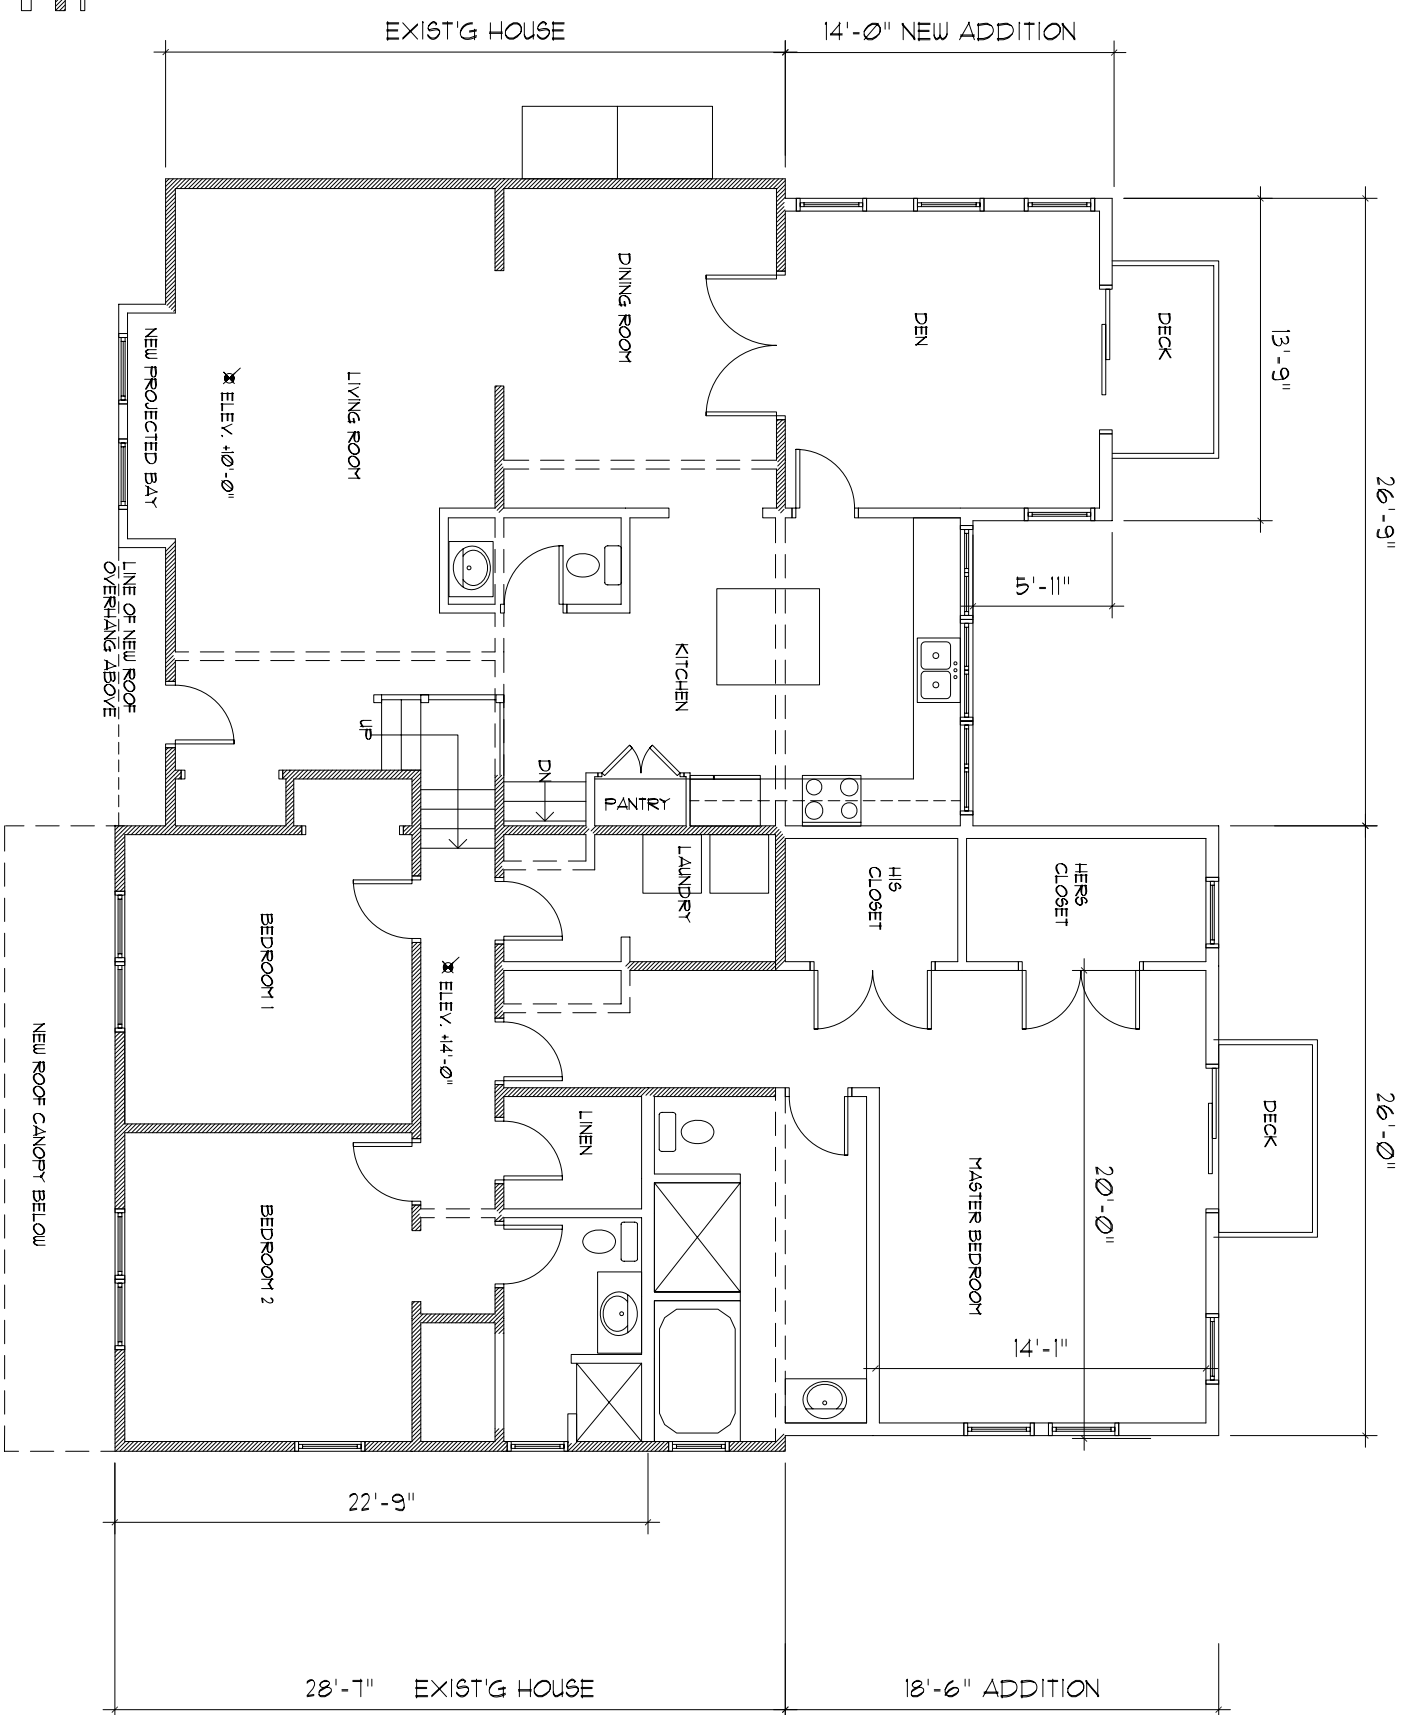 EXIST'G HOUSE
14'-0" NEW ADDITION
DINING ROOM
DEN
DECK
13'-9"
NEW PROJECTED BAY
ELEV. +10'-0"
LIVING ROOM
26'-9"
LINE OF NEW ROOF
OVERHANG ABOVE
5'-11"
KITCHEN
UP
DN
PANTRY
LAUNDRY
HIS
CLOSET
HERS
CLOSET
BEDROOM 1
ELEV. +14'-0"
NEW ROOF CANOPY BELOW
LINEN
DECK
26'-0"
MASTER BEDROOM
20'-0"
BEDROOM 2
14'-1"
22'-9"
28'-7" EXIST'G HOUSE
18'-6" ADDITION